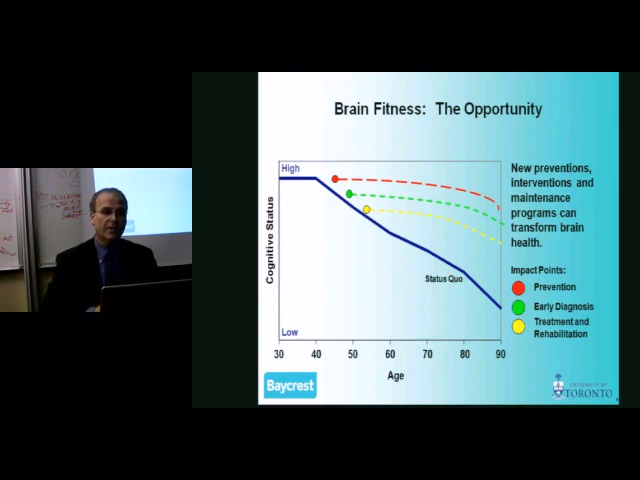 Brain Fitness: The Opportunity
High
Cognitive Status
Low
Status Quo
30 40 50 60 70 80 90
Age
New preventions,
interventions and
maintenance
programs can
transform brain
health.
Impact Points:
Prevention
Early Diagnosis
Treatment and
Rehabilitation
Baycrest
UNIVERSITY OF
TORONTO